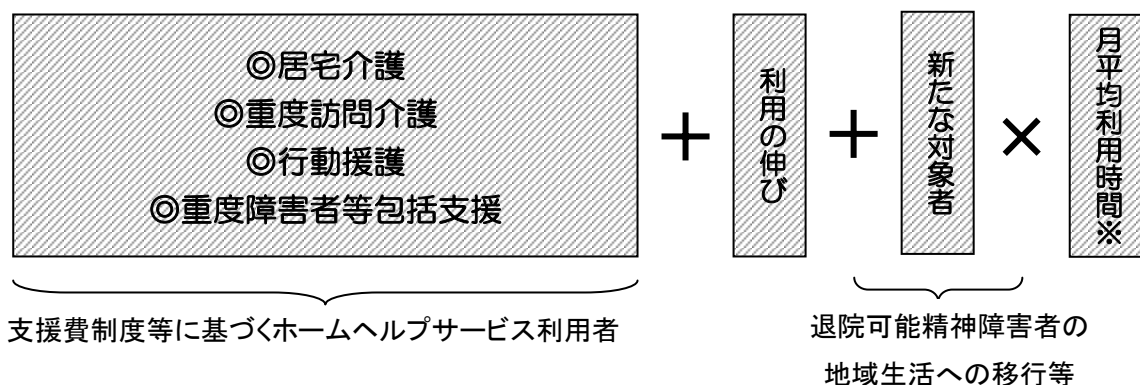 ◎居宅介護
◎重度訪問介護
◎行動援護
◎重度障害者等包括支援
＋
利用の伸び
＋
新たな対象者
×
月平均利用時間※
支援費制度等に基づくホームヘルプサービス利用者
退院可能精神障害者の
地域生活への移行等